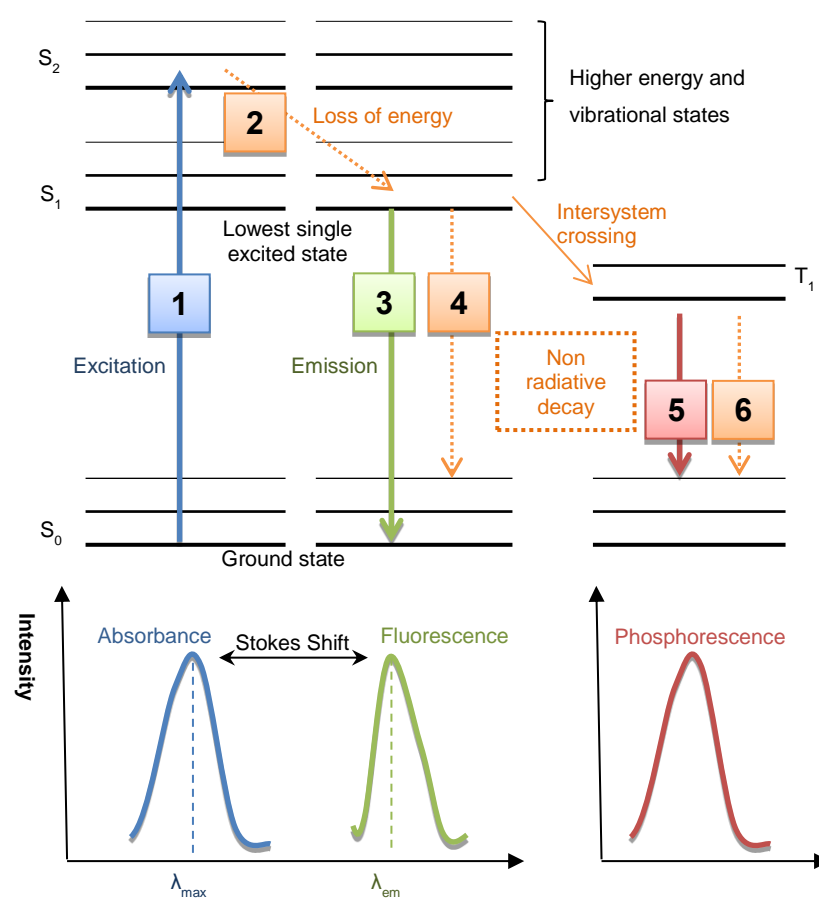 S2
Higher energy and
vibrational states
2
Loss of energy
S1
Lowest single
excited state
Intersystem
crossing
T1
1
3
4
Excitation
Emission
Non
radiative
decay
5
6
S0
Ground state
Intensity
Absorbance
Stokes Shift
Fluorescence
Phosphorescence
λmax
λem